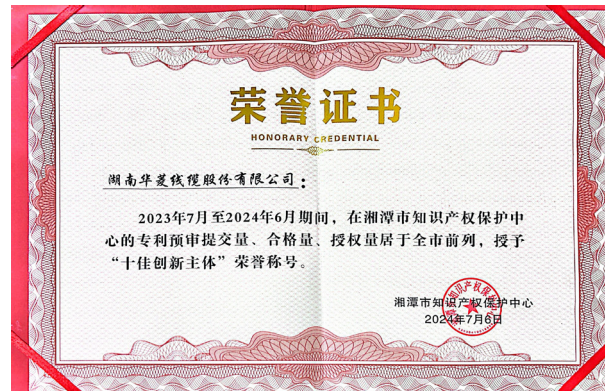 荣誉证书
HONORARY CREDENTIAL
湖南华菱线缆股份有限公司：
2023年7月至2024年6月期间，在湘潭市知识产权保护中
心的专利预审提交量、合格量、授权量居于全市前列，授予
“十佳创新主体”荣誉称号。
湘潭市知识产权保护中心
2024年7月6日